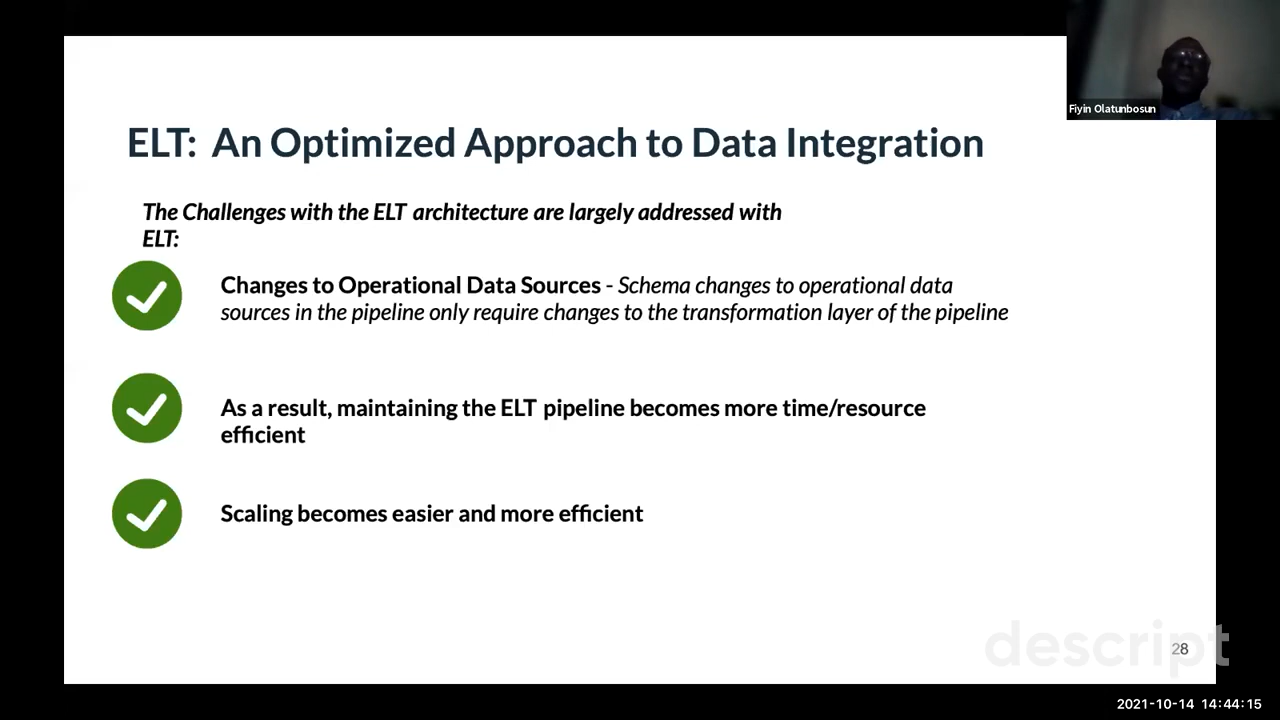 Fiyin Olatunbosun
ELT: An Optimized Approach to Data Integration
The Challenges with the ELT architecture are largely addressed with
ELT:
Changes to Operational Data Sources - Schema changes to operational data
sources in the pipeline only require changes to the transformation layer of the pipeline
As a result, maintaining the ELT pipeline becomes more time/resource
efficient
Scaling becomes easier and more efficient
descript
28
2021-10-14 14:44:15